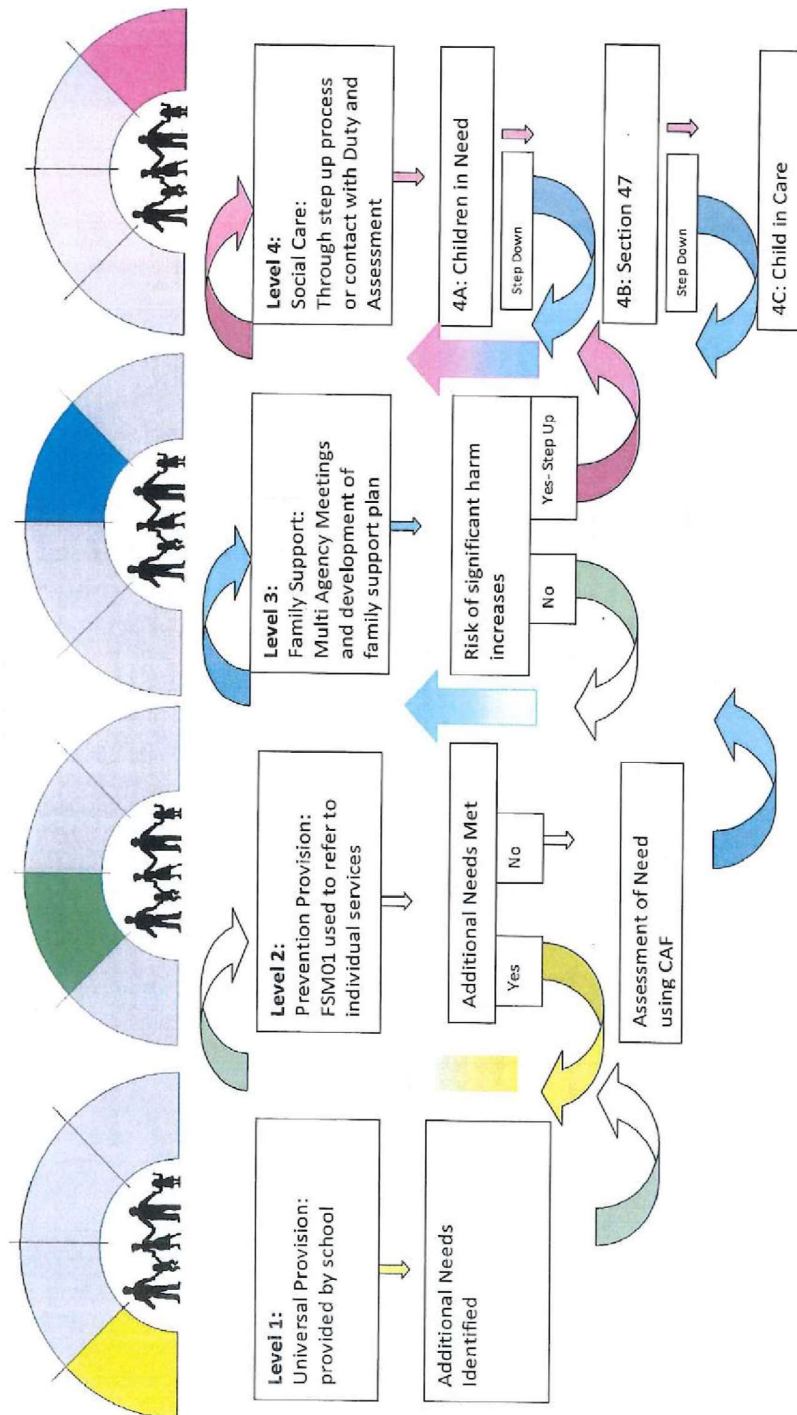 Level 1:
Universal Provision:
provided by school
Additional Needs
Identified
Level 2:
Prevention Provision:
FSM01 used to refer to
individual services
Additional Needs Met
Yes
No
Assessment of Need
using CAF
Level 3:
Family Support:
Multi Agency Meetings
and development of
family support plan
Risk of significant harm
increases
No
Yes- Step Up
Level 4:
Social Care:
Through step up process
or contact with Duty and
Assessment
4A: Children in Need
Step Down
4B: Section 47
Step Down
4C: Child in Care